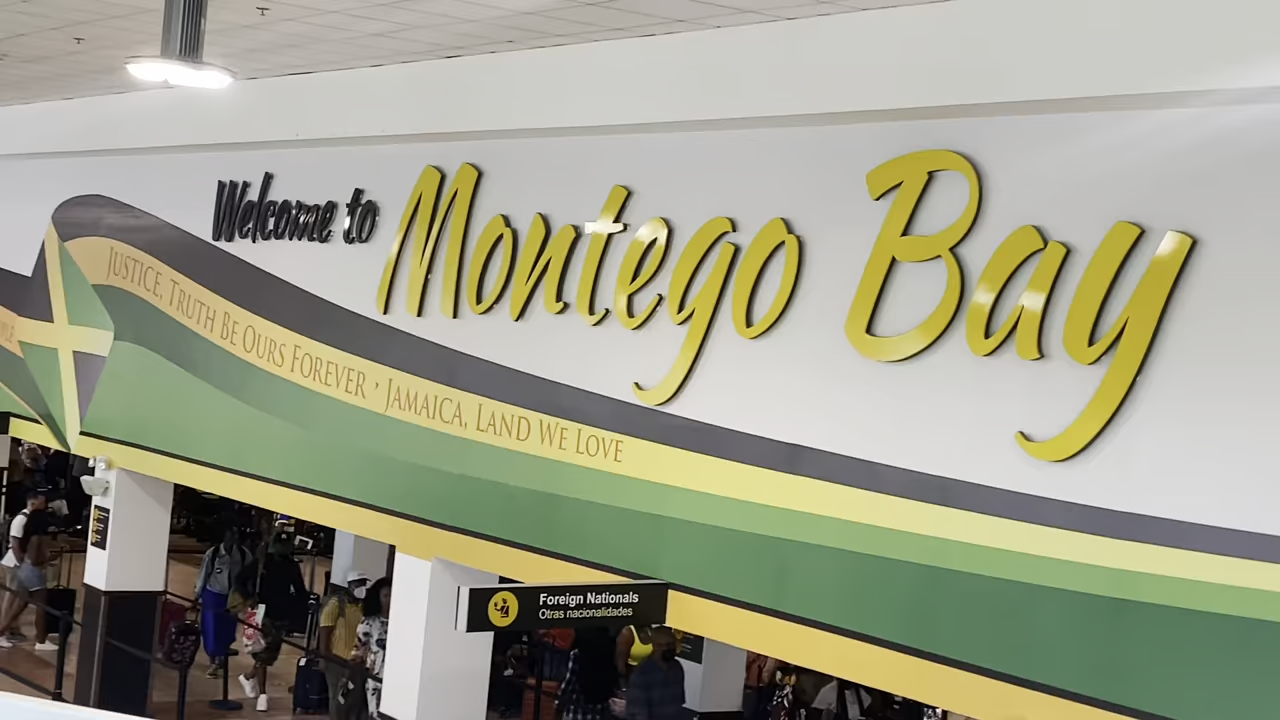 Welcome to Montego Bay
JUSTICE, TRUTH BE OURS FOREVER • JAMAICA, LAND WE LOVE
Foreign Nationals
Otras nacionalidades